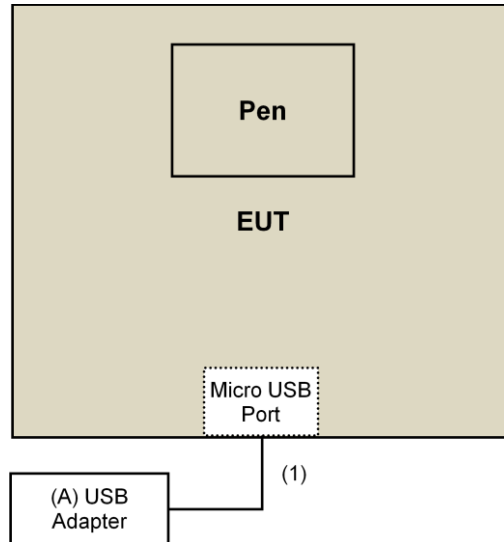 Pen
EUT
Micro USB
Port
(1)
(A) USB
Adapter